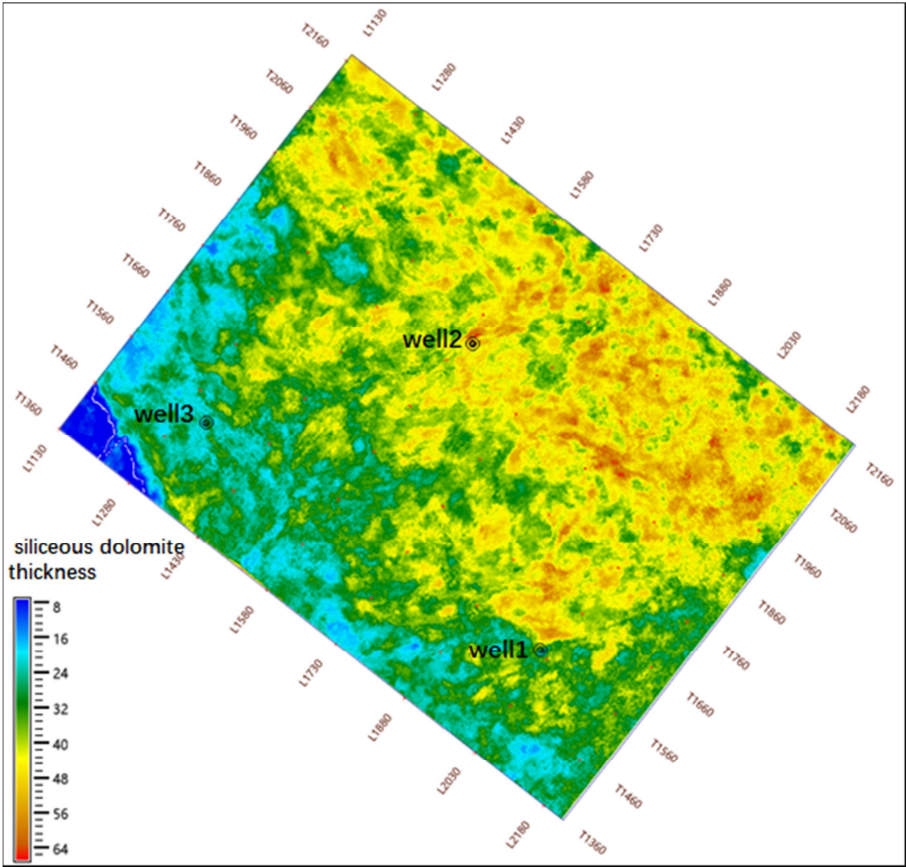 L1130
T2160
L1280
T2060
L1430
T1960
L1580
T1860
L1730
T1760
L1880
T1660
L2030
T1560
L2180
well2
T1460
T1360
well3
L1130
T2160
L1280
T2060
siliceous dolomite
thickness
L1430
T1960
8
T1860
16
L1580
well1
T1760
24
L1730
T1660
32
L1880
T1560
40
L2030
T1460
48
L2180
T1360
56
64